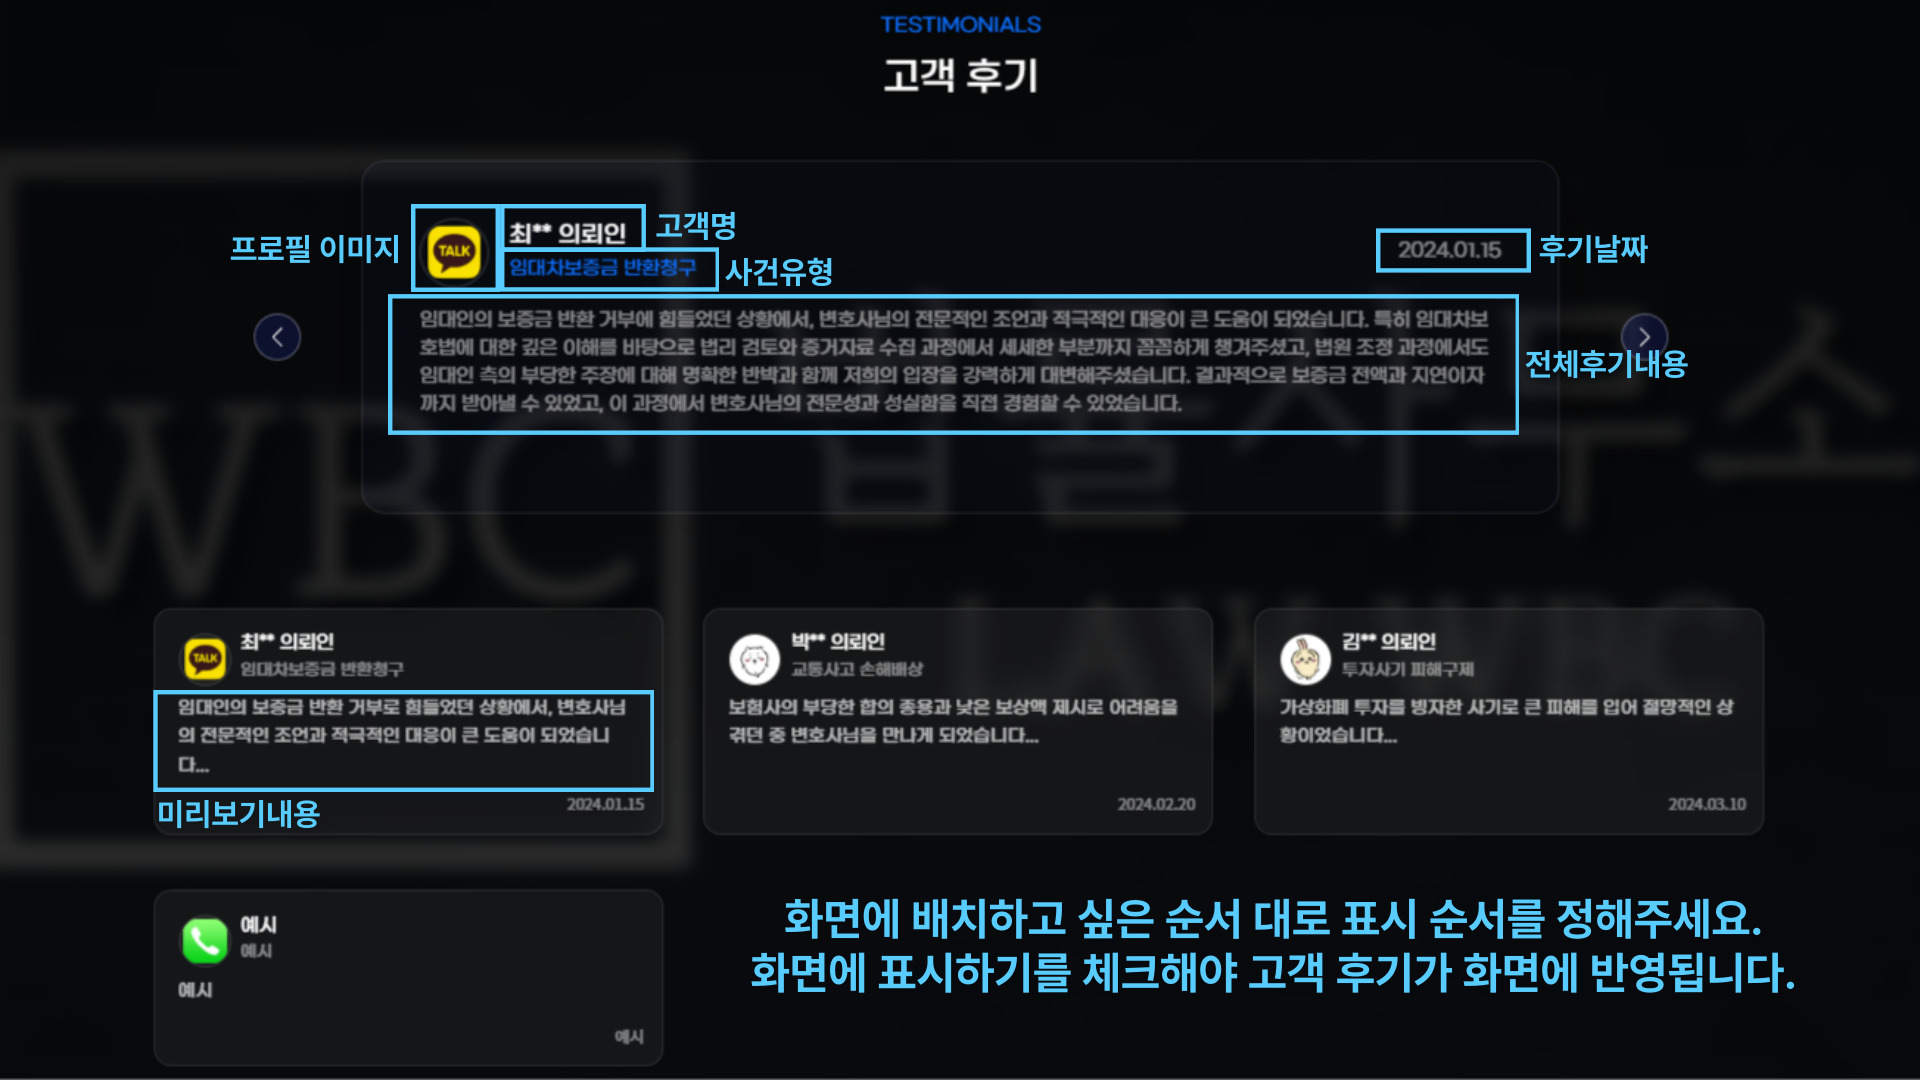 TESTIMONIALS
고객 후기
프로필 이미지
TALK
최** 의뢰인
고객명
임대차보증금 반환청구
사건유형
2024.01.15
후기날짜
임대인의 보증금 반환 거부에 힘들었던 상황에서, 변호사님의 전문적인 조언과 적극적인 대응이 큰 도움이 되었습니다. 특히 임대차보
호법에 대한 깊은 이해를 바탕으로 법리 검토와 증거자료 수집 과정에서 세세한 부분까지 꼼꼼하게 챙겨주셨고, 법원 조정 과정에서도
임대인 측의 부당한 주장에 대해 명확한 반박과 함께 저희의 입장을 강력하게 대변해주셨습니다. 결과적으로 보증금 전액과 지연이자
까지 받아낼 수 있었고, 이 과정에서 변호사님의 전문성과 성실함을 직접 경험할 수 있었습니다.
전체후기내용
WBC
법률사무소
LAW WBC
TALK
최** 의뢰인
임대차보증금 반환청구
임대인의 보증금 반환 거부로 힘들었던 상황에서, 변호사님
의 전문적인 조언과 적극적인 대응이 큰 도움이 되었습니
다...
미리보기내용
2024.01.15
박** 의뢰인
교통사고 손해배상
보험사의 부당한 합의 종용과 낮은 보상액 제시로 어려움을
겪던 중 변호사님을 만나게 되었습니다...
2024.02.20
김** 의뢰인
투자사기 피해구제
가상화폐 투자를 빙자한 사기로 큰 피해를 입어 절망적인 상
황이었습니다...
2024.03.10
예시
예시
예시
예시
화면에 배치하고 싶은 순서 대로 표시 순서를 정해주세요.
화면에 표시하기를 체크해야 고객 후기가 화면에 반영됩니다.